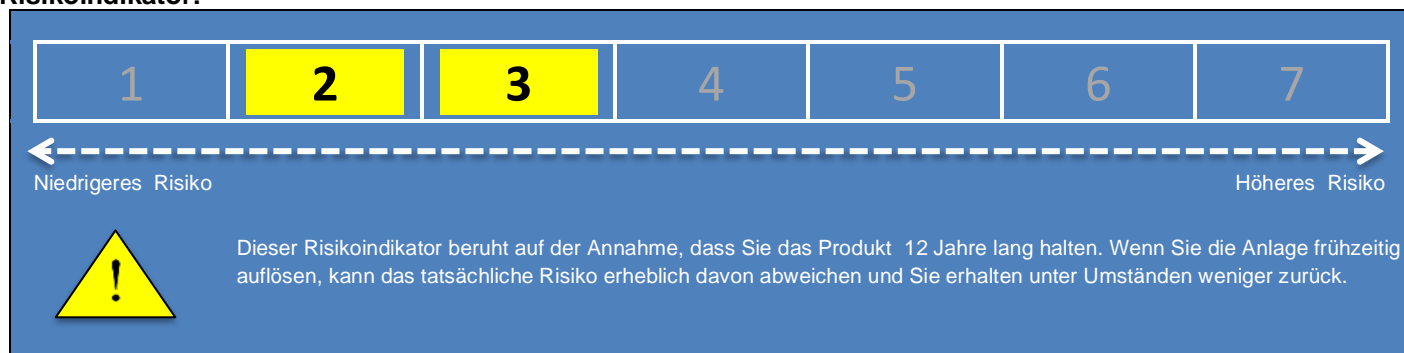 Risikoindikator:
1 2 3 4 5 6 7
Niedrigeres Risiko Höheres Risiko
!
Dieser Risikoindikator beruht auf der Annahme, dass Sie das Produkt 12 Jahre lang halten. Wenn Sie die Anlage frühzeitig
auflösen, kann das tatsächliche Risiko erheblich davon abweichen und Sie erhalten unter Umständen weniger zurück.